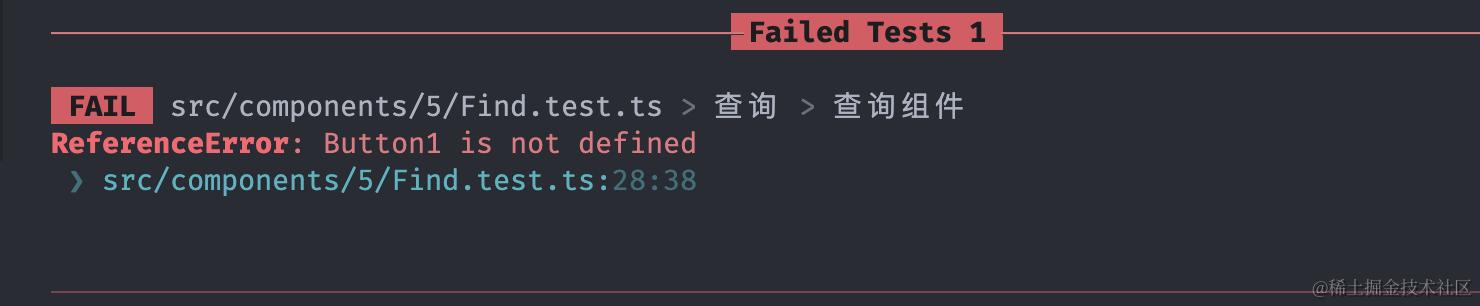 Failed Tests 1
FAIL src/components/5/Find.test.ts > 查询 > 查询组件
ReferenceError: Button1 is not defined
❯ src/components/5/Find.test.ts:28:38
@稀土掘金技术社区